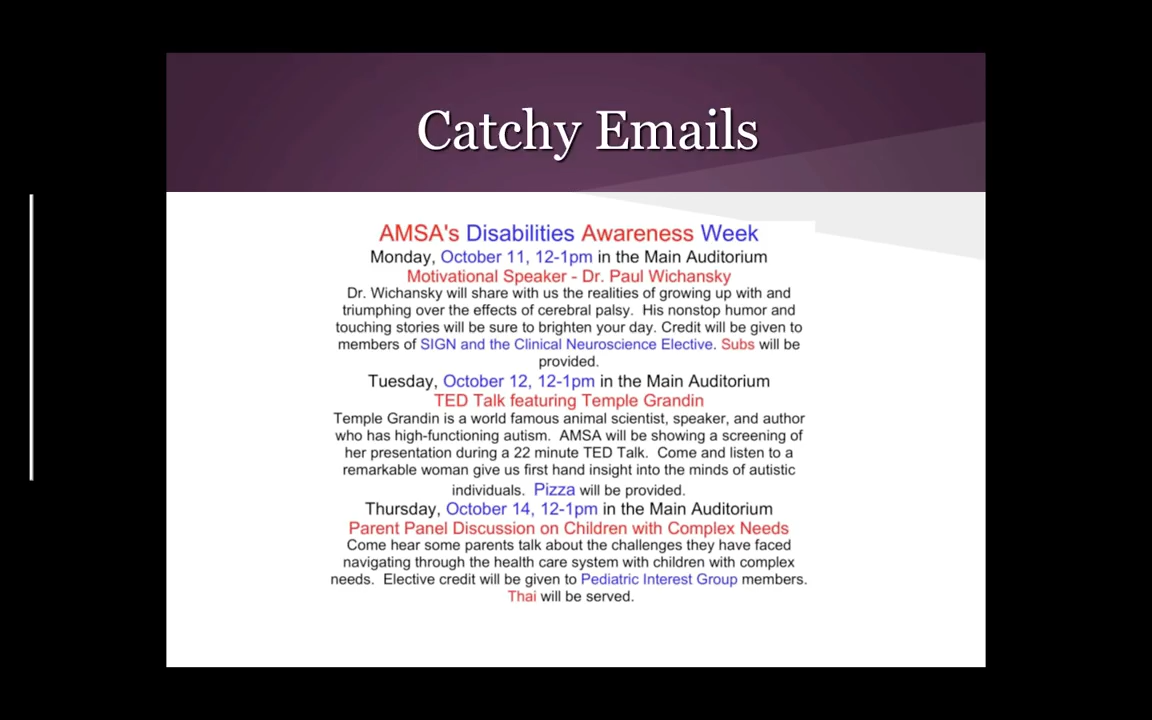 Catchy Emails
AMSA's Disabilities Awareness Week
Monday, October 11, 12-1pm in the Main Auditorium
Motivational Speaker - Dr. Paul Wichansky
Dr. Wichansky will share with us the realities of growing up with and
triumphing over the effects of cerebral palsy. His nonstop humor and
touching stories will be sure to brighten your day. Credit will be given to
members of SIGN and the Clinical Neuroscience Elective. Subs will be
provided.
Tuesday, October 12, 12-1pm in the Main Auditorium
TED Talk featuring Temple Grandin
Temple Grandin is a world famous animal scientist, speaker, and author
who has high-functioning autism. AMSA will be showing a screening of
her presentation during a 22 minute TED Talk. Come and listen to a
remarkable woman give us first hand insight into the minds of autistic
individuals. Pizza will be provided.
Thursday, October 14, 12-1pm in the Main Auditorium
Parent Panel Discussion on Children with Complex Needs
Come hear some parents talk about the challenges they have faced
navigating through the health care system with children with complex
needs. Elective credit will be given to Pediatric Interest Group members.
Thai will be served.